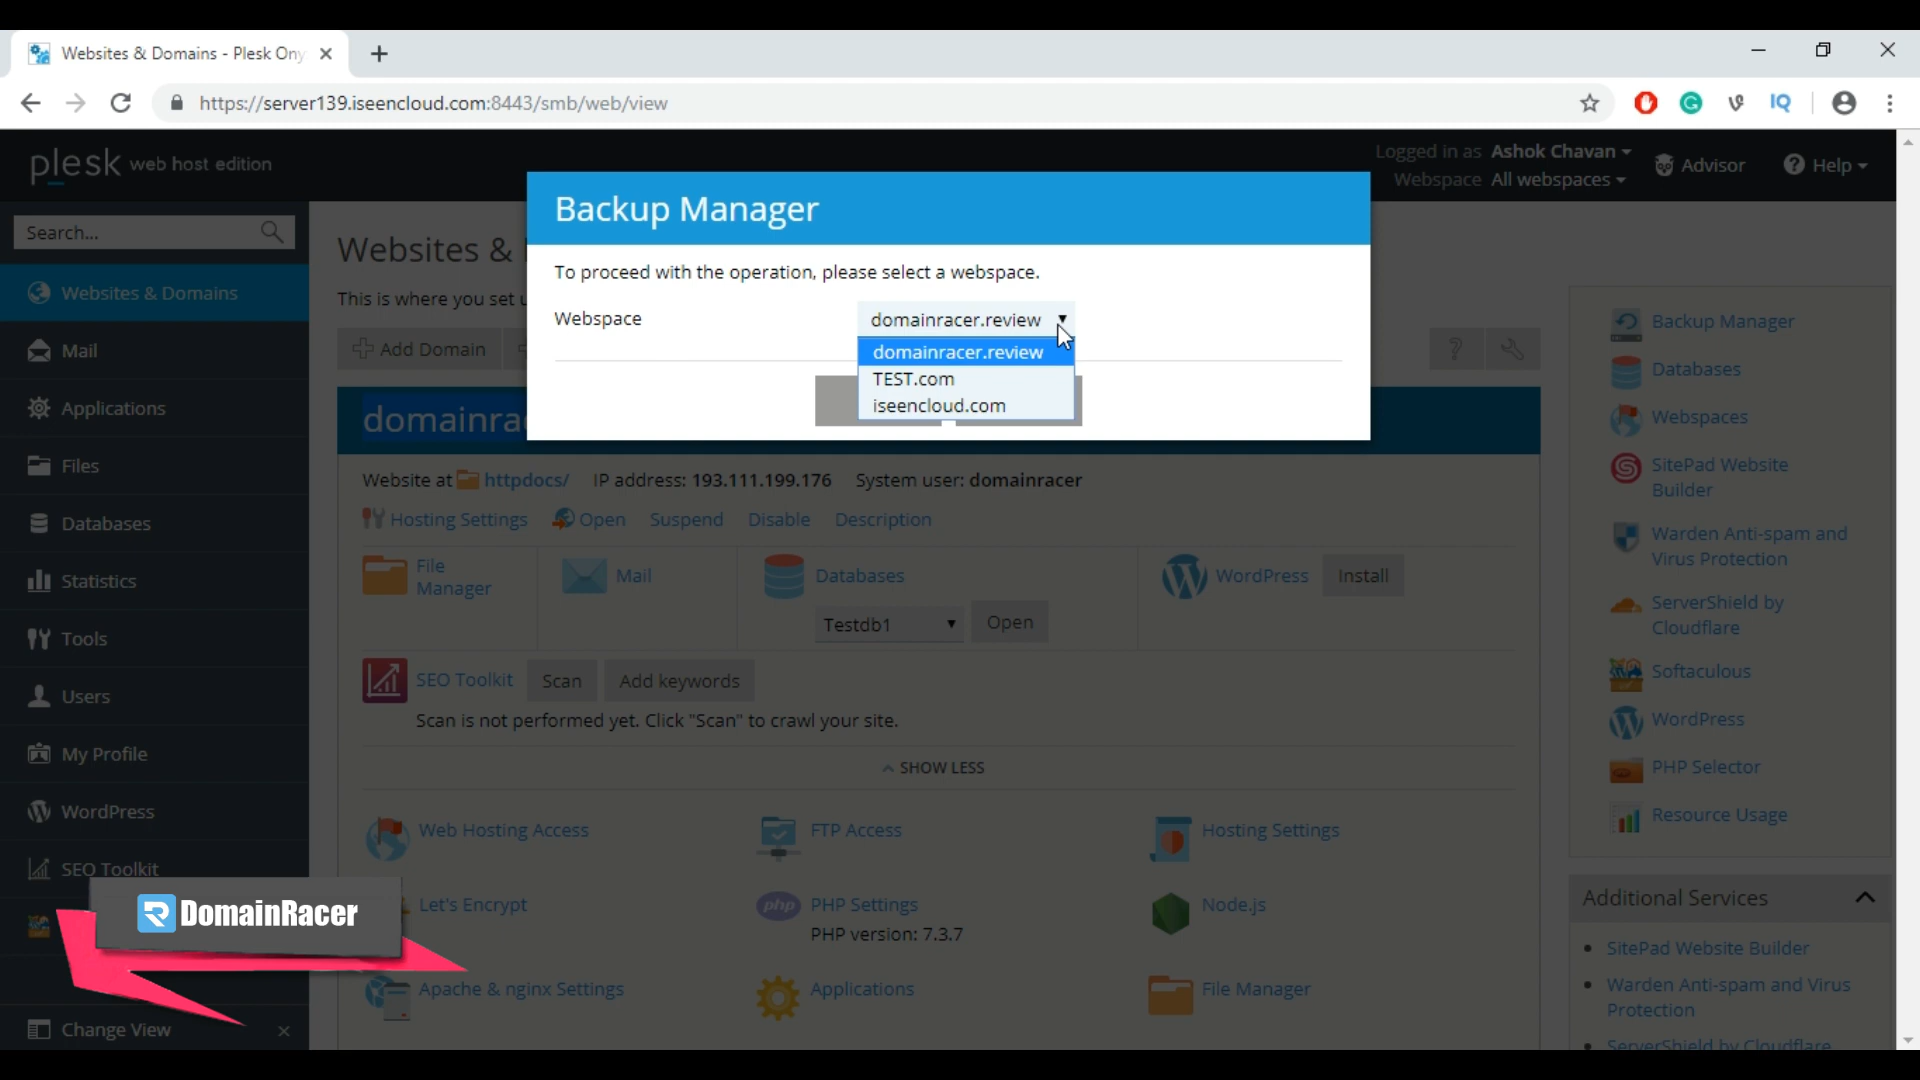 Websites & Domains - Plesk Ony
https://server139.iseencloud.com:8443/smb/web/view
plesk web host edition
Logged in as Ashok Chavan
Webspace All webspaces
Advisor
Help
Search...
Websites & Domains
Mail
Applications
Files
Databases
Statistics
Tools
Users
My Profile
WordPress
SEO Toolkit
Change View
Backup Manager
To proceed with the operation, please select a webspace.
Webspace
domainracer.review
domainracer.review
TEST.com
iseencloud.com
Websites &
This is where you set
Add Domain
?
domainrac
Website at httpdocs/ IP address: 193.111.199.176 System user: domainracer
Hosting Settings Open Suspend Disable Description
File Manager
Mail
Databases
Testdb1
Open
WordPress
Install
SEO Toolkit
Scan
Add keywords
Scan is not performed yet. Click "Scan" to crawl your site.
SHOW LESS
Web Hosting Access
FTP Access
Hosting Settings
Let's Encrypt
php
PHP Settings
PHP version: 7.3.7
Node.js
Apache & nginx Settings
Applications
File Manager
Backup Manager
Databases
Webspaces
SitePad Website
Builder
Warden Anti-spam and
Virus Protection
ServerShield by
Cloudflare
Softaculous
WordPress
PHP Selector
Resource Usage
Additional Services
SitePad Website Builder
Warden Anti-spam and Virus
Protection
ServerShield by Cloudflare
DomainRacer